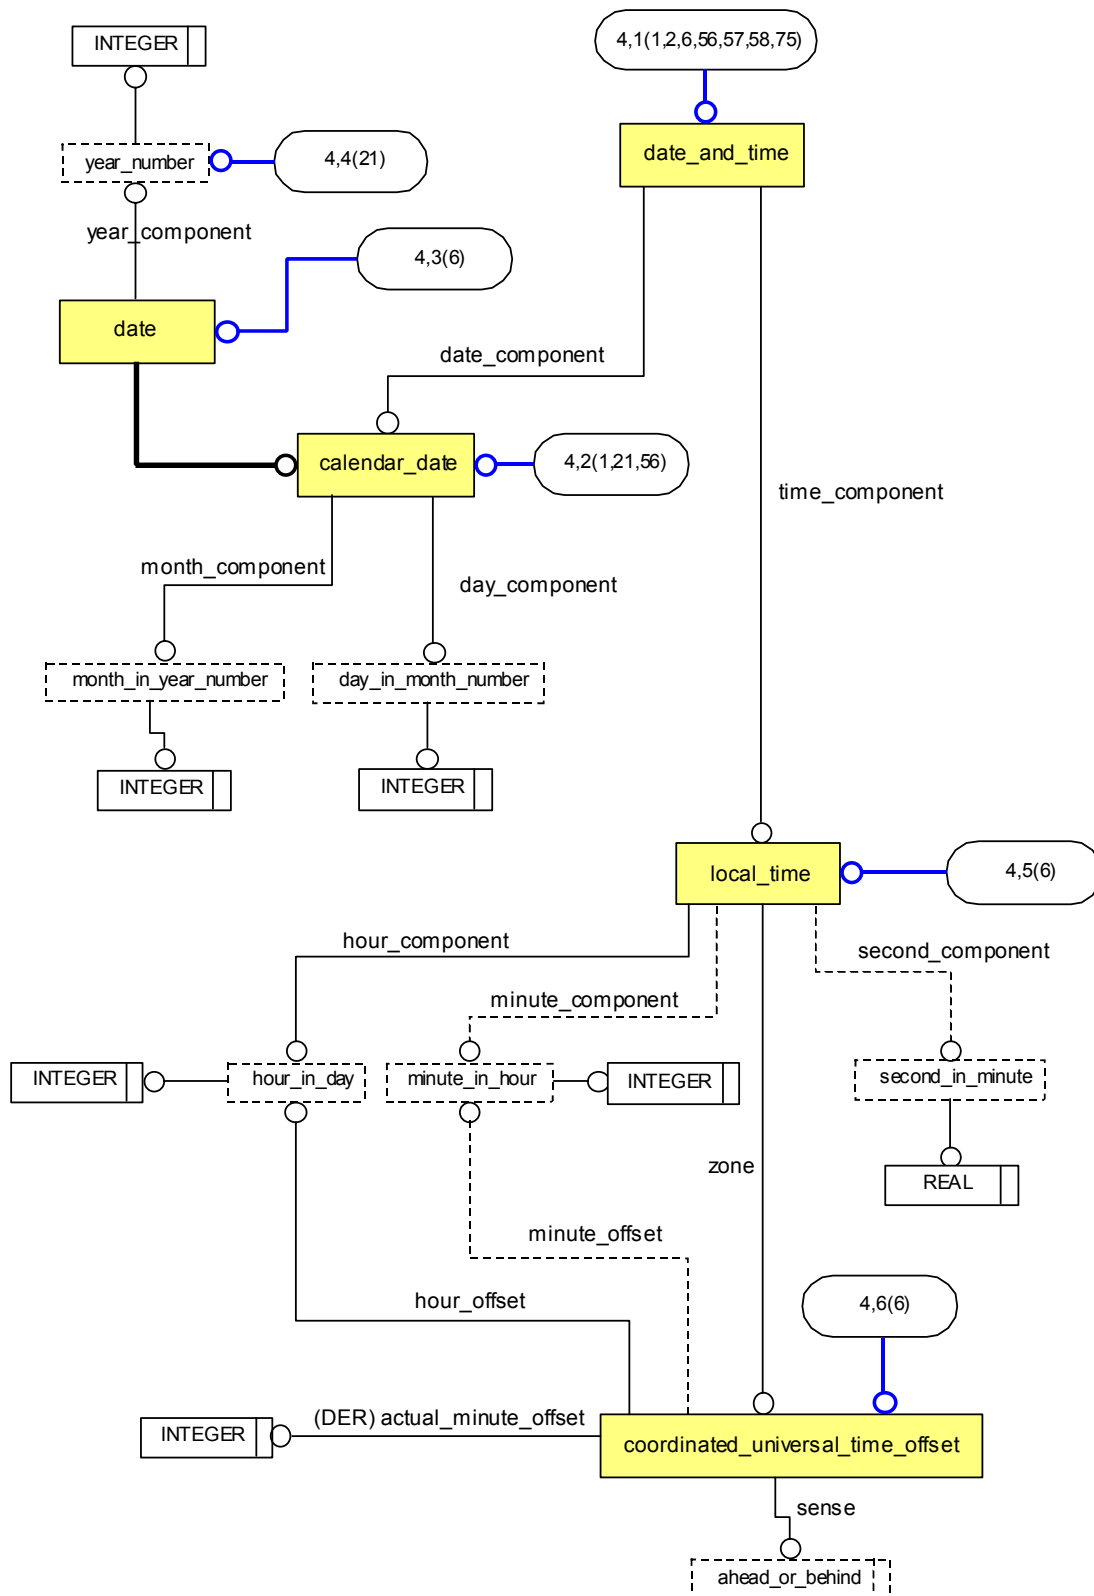 INTEGER
4,1(1,2,6,56,57,58,75)
year_number
4,4(21)
date_and_time
year_component
4,3(6)
date
date_component
calendar_date
4,2(1,21,56)
time_component
month_component
day_component
month_in_year_number
day_in_month_number
INTEGER
INTEGER
local_time
4,5(6)
hour_component
second_component
minute_component
INTEGER
hour_in_day
minute_in_hour
INTEGER
second_in_minute
zone
REAL
minute_offset
hour_offset
4,6(6)
(DER) actual_minute_offset
INTEGER
coordinated_universal_time_offset
sense
ahead_or_behind